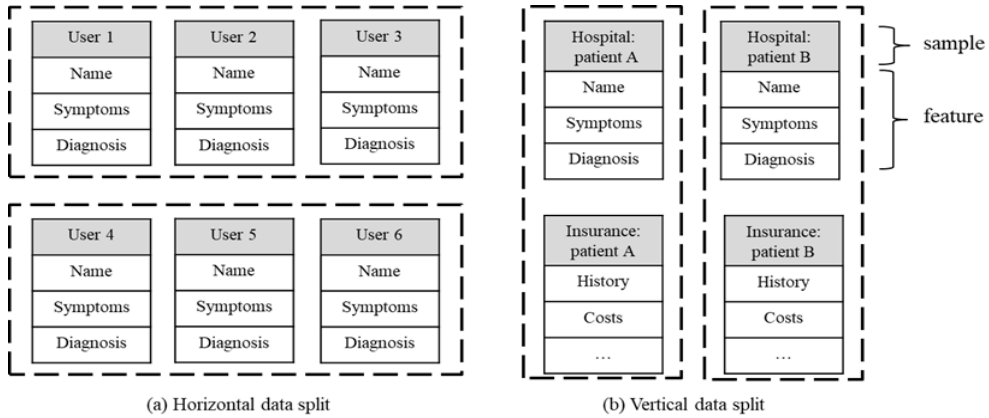 User 1
User 2
User 3
Name
Name
Name
Symptoms
Symptoms
Symptoms
Diagnosis
Diagnosis
Diagnosis
User 4
User 5
User 6
Name
Name
Name
Symptoms
Symptoms
Symptoms
Diagnosis
Diagnosis
Diagnosis
(a) Horizontal data split
Hospital:
patient A
Hospital:
patient B
sample
Name
Name
Symptoms
Symptoms
feature
Diagnosis
Diagnosis
Insurance:
patient A
Insurance:
patient B
History
History
Costs
Costs
…
…
(b) Vertical data split